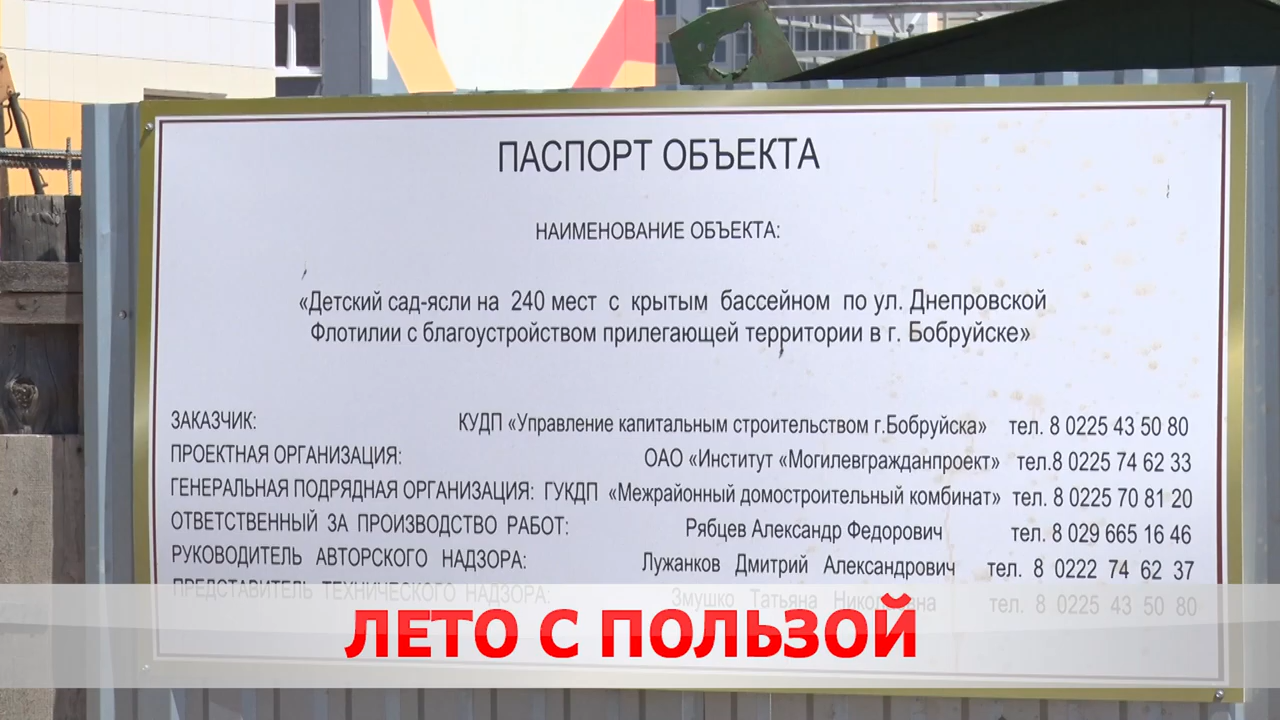 ПАСПОРТ ОБЪЕКТА
НАИМЕНОВАНИЕ ОБЪЕКТА:
«Детский сад-ясли на 240 мест с крытым бассейном по ул. Днепровской
Флотилии с благоустройством прилегающей территории в г. Бобруйске»
ЗАКАЗЧИК: КУДП «Управление капитальным строительством г.Бобруйска» тел. 8 0225 43 50 80
ПРОЕКТНАЯ ОРГАНИЗАЦИЯ: ОАО «Институт «Могилевгражданпроект» тел.8 0225 74 62 33
ГЕНЕРАЛЬНАЯ ПОДРЯДНАЯ ОРГАНИЗАЦИЯ: ГУКДП «Межрайонный домостроительный комбинат» тел. 8 0225 70 81 20
ОТВЕТСТВЕННЫЙ ЗА ПРОИЗВОДСТВО РАБОТ: Рябцев Александр Федорович тел. 8 029 665 16 46
РУКОВОДИТЕЛЬ АВТОРСКОГО НАДЗОРА: Лужанков Дмитрий Александрович тел. 8 0222 74 62 37
ПРЕДСТАВИТЕЛЬ ТЕХНИЧЕСКОГО НАДЗОРА: Змушко Татьяна Николаевна тел. 8 0225 43 50 80
ЛЕТО С ПОЛЬЗОЙ